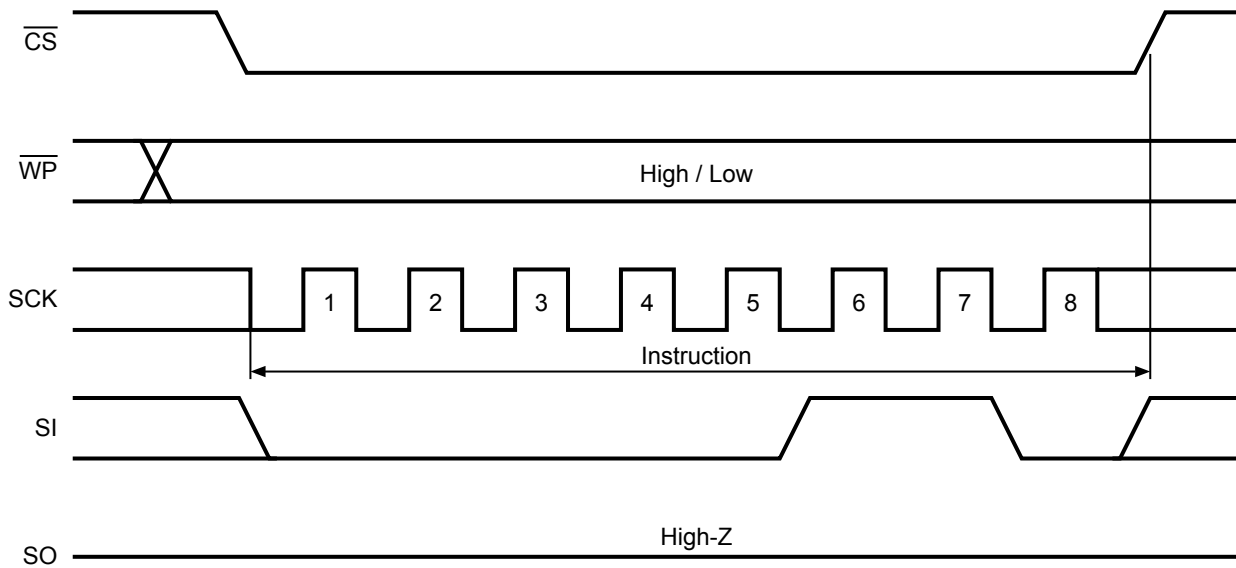 CS
WP
High / Low
SCK
1 2 3 4 5 6 7 8
Instruction
SI
High-Z
SO